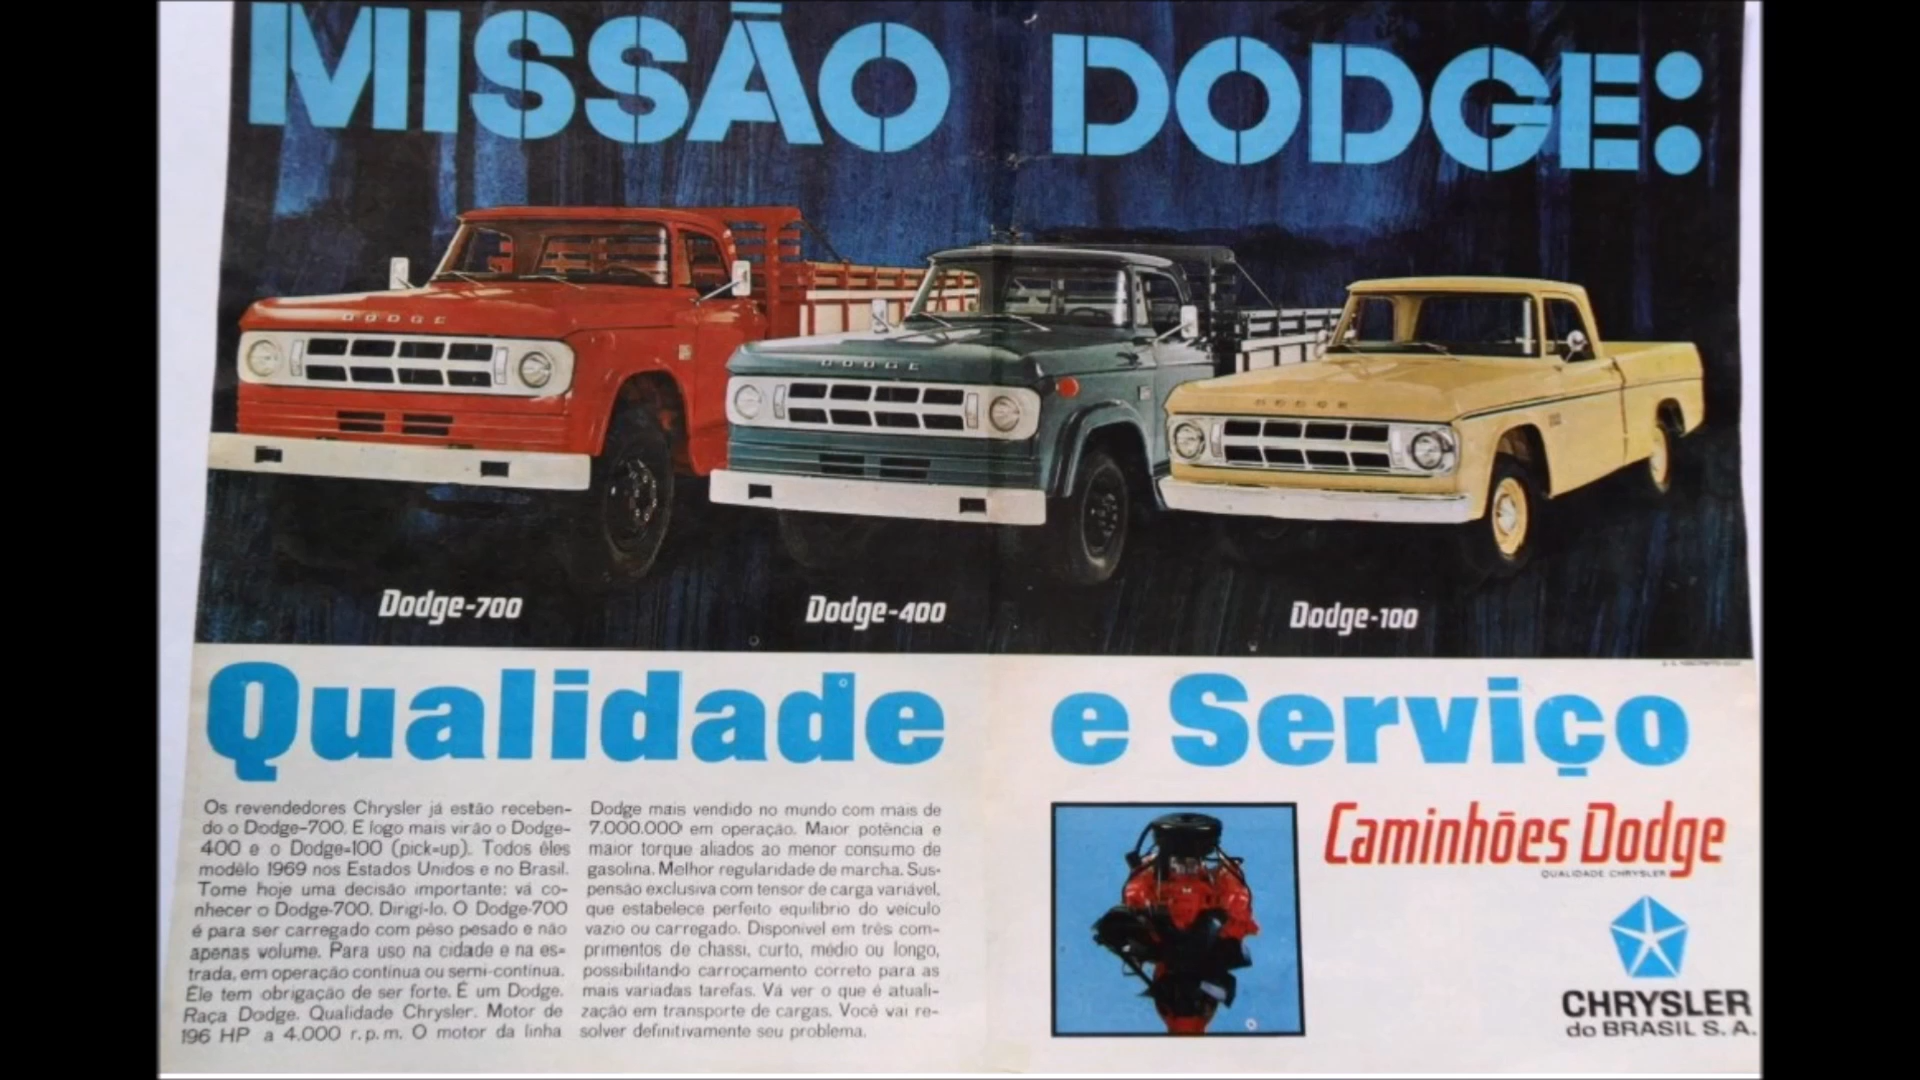 MISSÃO DODGE:
DODGE
DODGE
DODGE
Dodge-700
Dodge-400
Dodge-100
Qualidade e Serviço
Os revendedores Chrysler já estão receben-
do o Dodge-700. E logo mais virão o Dodge-
400 e o Dodge-100 (pick-up). Todos êles
modêlo 1969 nos Estados Unidos e no Brasil.
Tome hoje uma decisão importante: vá co-
nhecer o Dodge-700. Dirigí-lo. O Dodge-700
é para ser carregado com pêso pesado e não
apenas volume. Para uso na cidade e na es-
trada, em operação contínua ou semi-contínua.
Êle tem obrigação de ser forte. É um Dodge.
Raça Dodge. Qualidade Chrysler. Motor de
196 HP a 4.000 r.p.m. O motor da linha
Dodge mais vendido no mundo com mais de
7.000.000 em operação. Maior potência e
maior torque aliados ao menor consumo de
gasolina. Melhor regularidade de marcha. Sus-
pensão exclusiva com tensor de carga variável,
que estabelece perfeito equilíbrio do veículo
vazio ou carregado. Disponível em três com-
primentos de chassi, curto, médio ou longo,
possibilitando carroçamento correto para as
mais variadas tarefas. Vá ver o que é atuali-
zação em transporte de cargas. Você vai re-
solver definitivamente seu problema.
Caminhões Dodge
QUALIDADE CHRYSLER
CHRYSLER
do BRASIL S. A.